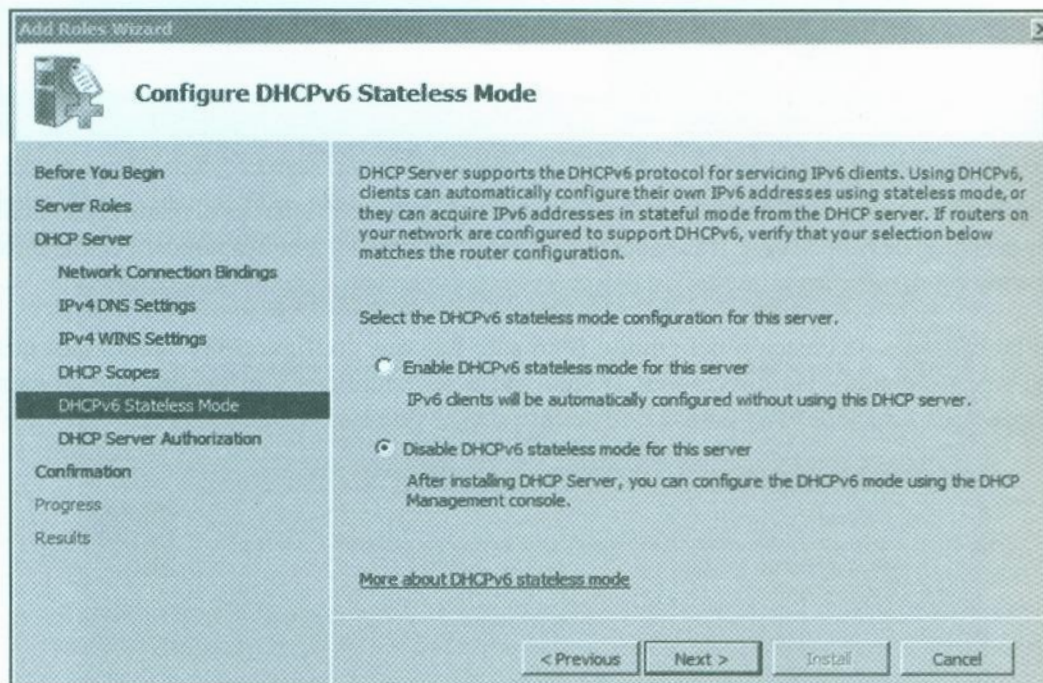 Add Roles Wizard
Configure DHCPv6 Stateless Mode
Before You Begin
Server Roles
DHCP Server
Network Connection Bindings
IPv4 DNS Settings
IPv4 WINS Settings
DHCP Scopes
DHCPv6 Stateless Mode
DHCP Server Authorization
Confirmation
Progress
Results
DHCP Server supports the DHCPv6 protocol for servicing IPv6 clients. Using DHCPv6,
clients can automatically configure their own IPv6 addresses using stateless mode, or
they can acquire IPv6 addresses in stateful mode from the DHCP server. If routers on
your network are configured to support DHCPv6, verify that your selection below
matches the router configuration.
Select the DHCPv6 stateless mode configuration for this server.
Enable DHCPv6 stateless mode for this server
IPv6 clients will be automatically configured without using this DHCP server.
Disable DHCPv6 stateless mode for this server
After installing DHCP Server, you can configure the DHCPv6 mode using the DHCP
Management console.
More about DHCPv6 stateless mode
< Previous
Next >
Install
Cancel